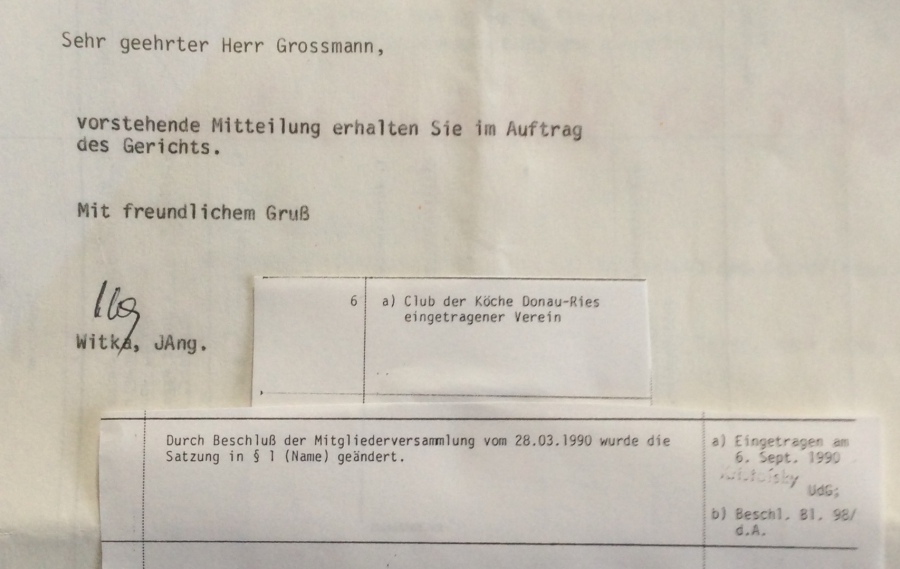 Sehr geehrter Herr Grossmann,
vorstehende Mitteilung erhalten Sie im Auftrag
des Gerichts.
Mit freundlichem Gruß
Witka, JAng.
6 a) Club der Köche Donau-Ries
eingetragener Verein
Durch Beschluß der Mitgliederversammlung vom 28.03.1990 wurde die
Satzung in § 1 (Name) geändert.
a) Eingetragen am
6. Sept. 1990
UdG;
b) Beschl. Bl. 98/
d.A.